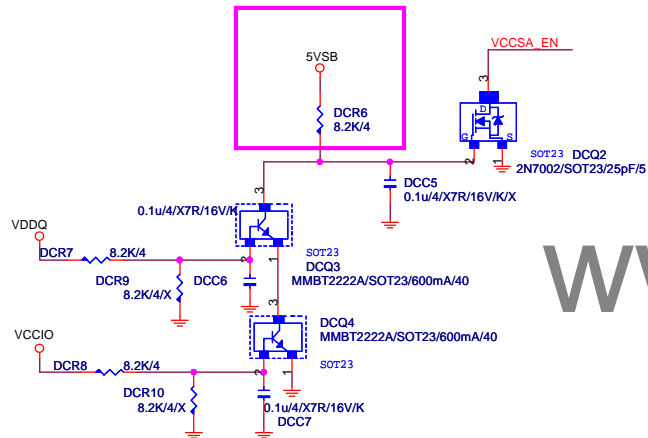 VCCSA_EN
5VSB
3
DCR6
8.2K/4
D
G
S
2
1
SOT23
DCQ2
2N7002/SOT23/25pF/5
3
DCC5
0.1u/4/X7R/16V/K/X
0.1u/4/X7R/16V/K
VDDQ
SOT23
DCR7
8.2K/4
2
1
DCQ3
DCR9
DCC6
MMBT2222A/SOT23/600mA/40
8.2K/4/X
3
DCQ4
VCCIO
MMBT2222A/SOT23/600mA/40
DCR8
8.2K/4
SOT23
2
1
DCR10
8.2K/4/X
0.1u/4/X7R/16V/K
DCC7